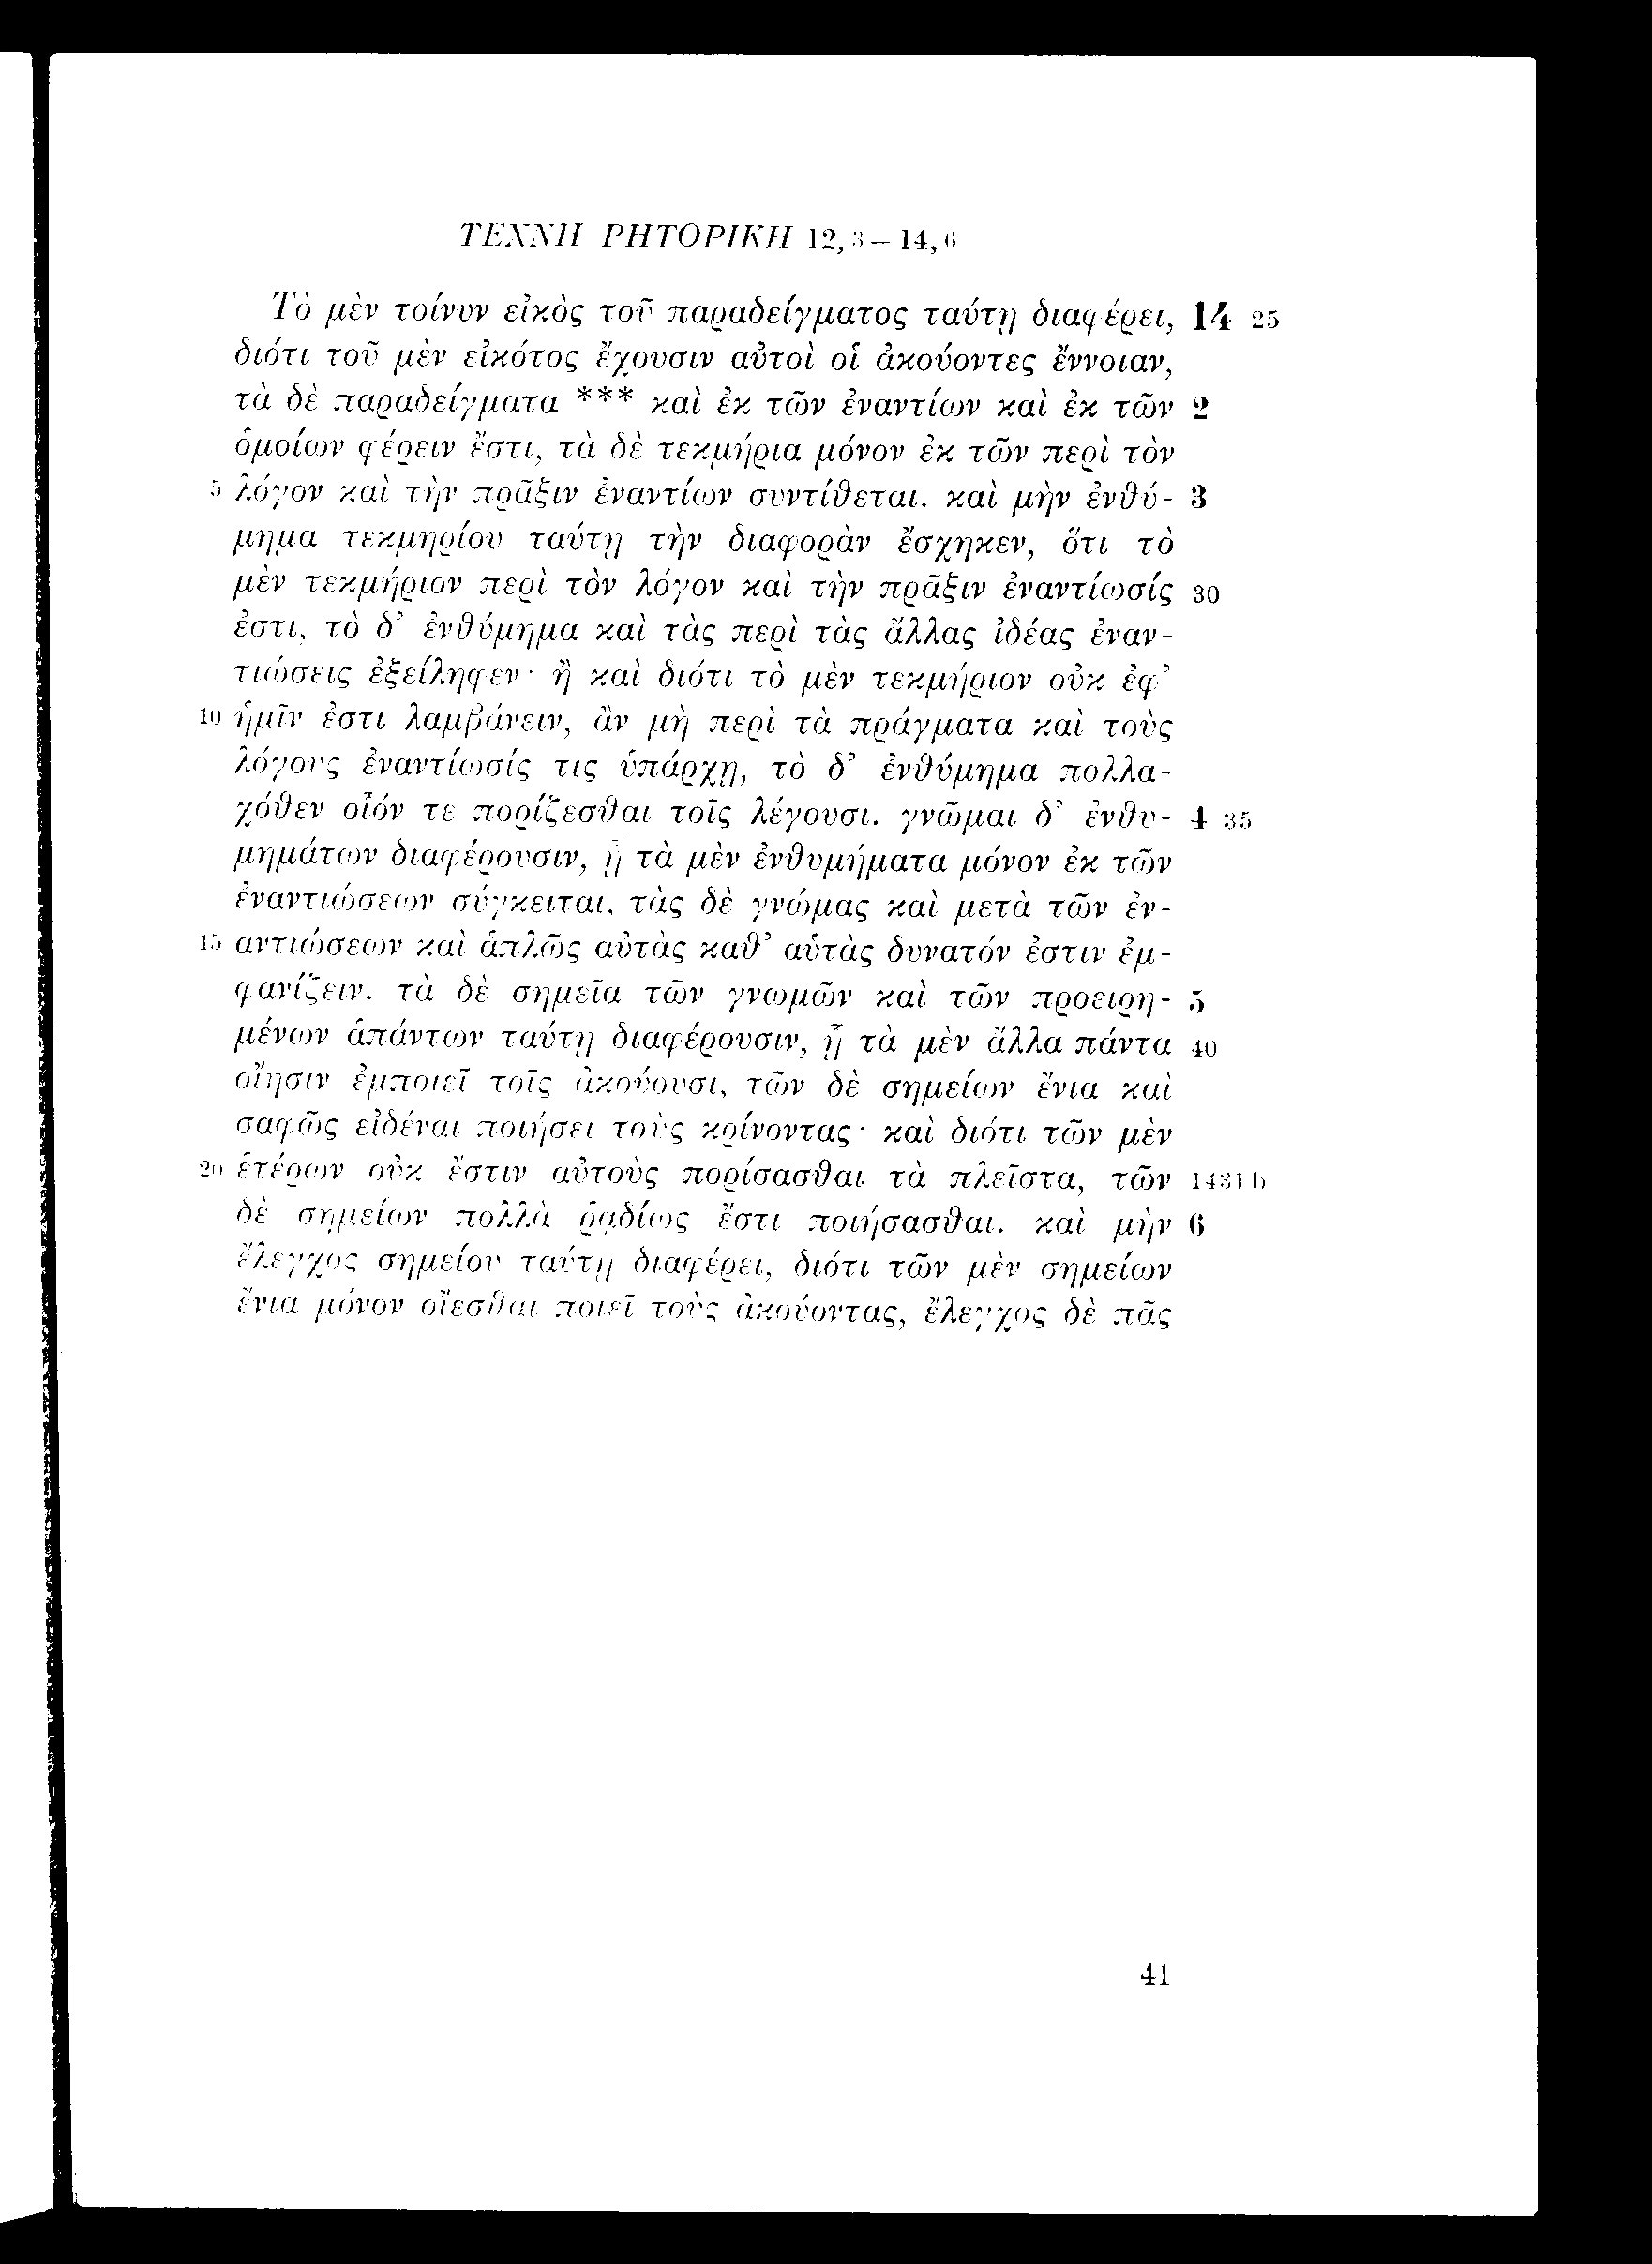 ΤΕΧΝΗ ΡΗΤΟΡΙΚΗ 12, 3 – 14, 6
Τὸ μὲν τοίνυν εἰκὸς τοῦ παραδείγματος ταύτῃ διαφέρει, 14 25
διότι τοῦ μὲν εἰκότος ἔχουσιν αὐτοὶ οἱ ἀκούοντες ἔννοιαν,
τὰ δὲ παραδείγματα *** καὶ ἐκ τῶν ἐναντίων καὶ ἐκ τῶν 2
ὁμοίων φέρειν ἔστι, τὰ δὲ τεκμήρια μόνον ἐκ τῶν περὶ τὸν
5 λόγον καὶ τὴν πρᾶξιν ἐναντίων συντίθεται. καὶ μὴν ἐνθύ- 3
μημα τεκμηρίου ταύτῃ τὴν διαφορὰν ἔσχηκεν, ὅτι τὸ
μὲν τεκμήριον περὶ τὸν λόγον καὶ τὴν πρᾶξιν ἐναντίωσίς 30
ἐστι, τὸ δ’ ἐνθύμημα καὶ τὰς περὶ τὰς ἄλλας ἰδέας ἐναν-
τιώσεις ἐξείληφεν· ἢ καὶ διότι τὸ μὲν τεκμήριον οὐκ ἐφ’
10 ἡμῖν ἐστι λαμβάνειν, ἂν μὴ περὶ τὰ πράγματα καὶ τοὺς
λόγους ἐναντίωσίς τις ὑπάρχῃ, τὸ δ’ ἐνθύμημα πολλα-
χόθεν οἷόν τε πορίζεσθαι τοῖς λέγουσι. γνῶμαι δ’ ἐνθυ- 4 35
μημάτων διαφέρουσιν, ᾗ τὰ μὲν ἐνθυμήματα μόνον ἐκ τῶν
ἐναντιώσεων σύγκειται, τὰς δὲ γνώμας καὶ μετὰ τῶν ἐν-
15 αντιώσεων καὶ ἁπλῶς αὐτὰς καθ’ αὑτὰς δυνατόν ἐστιν ἐμ-
φανίζειν. τὰ δὲ σημεῖα τῶν γνωμῶν καὶ τῶν προειρη- 5
μένων ἁπάντων ταύτῃ διαφέρουσιν, ᾗ τὰ μὲν ἄλλα πάντα 40
οἴησιν ἐμποιεῖ τοῖς ἀκούουσι, τῶν δὲ σημείων ἔνια καὶ
σαφῶς εἰδέναι ποιήσει τοὺς κρίνοντας· καὶ διότι τῶν μὲν
20 ἑτέρων οὐκ ἔστιν αὐτοὺς πορίσασθαι τὰ πλεῖστα, τῶν 1431 b
δὲ σημείων πολλὰ ῥᾳδίως ἔστι ποιήσασθαι. καὶ μὴν 6
ἔλεγχος σημείου ταύτῃ διαφέρει, διότι τῶν μὲν σημείων
ἔνια μόνον οἴεσθαι ποιεῖ τοὺς ἀκούοντας, ἔλεγχος δὲ πᾶς
41